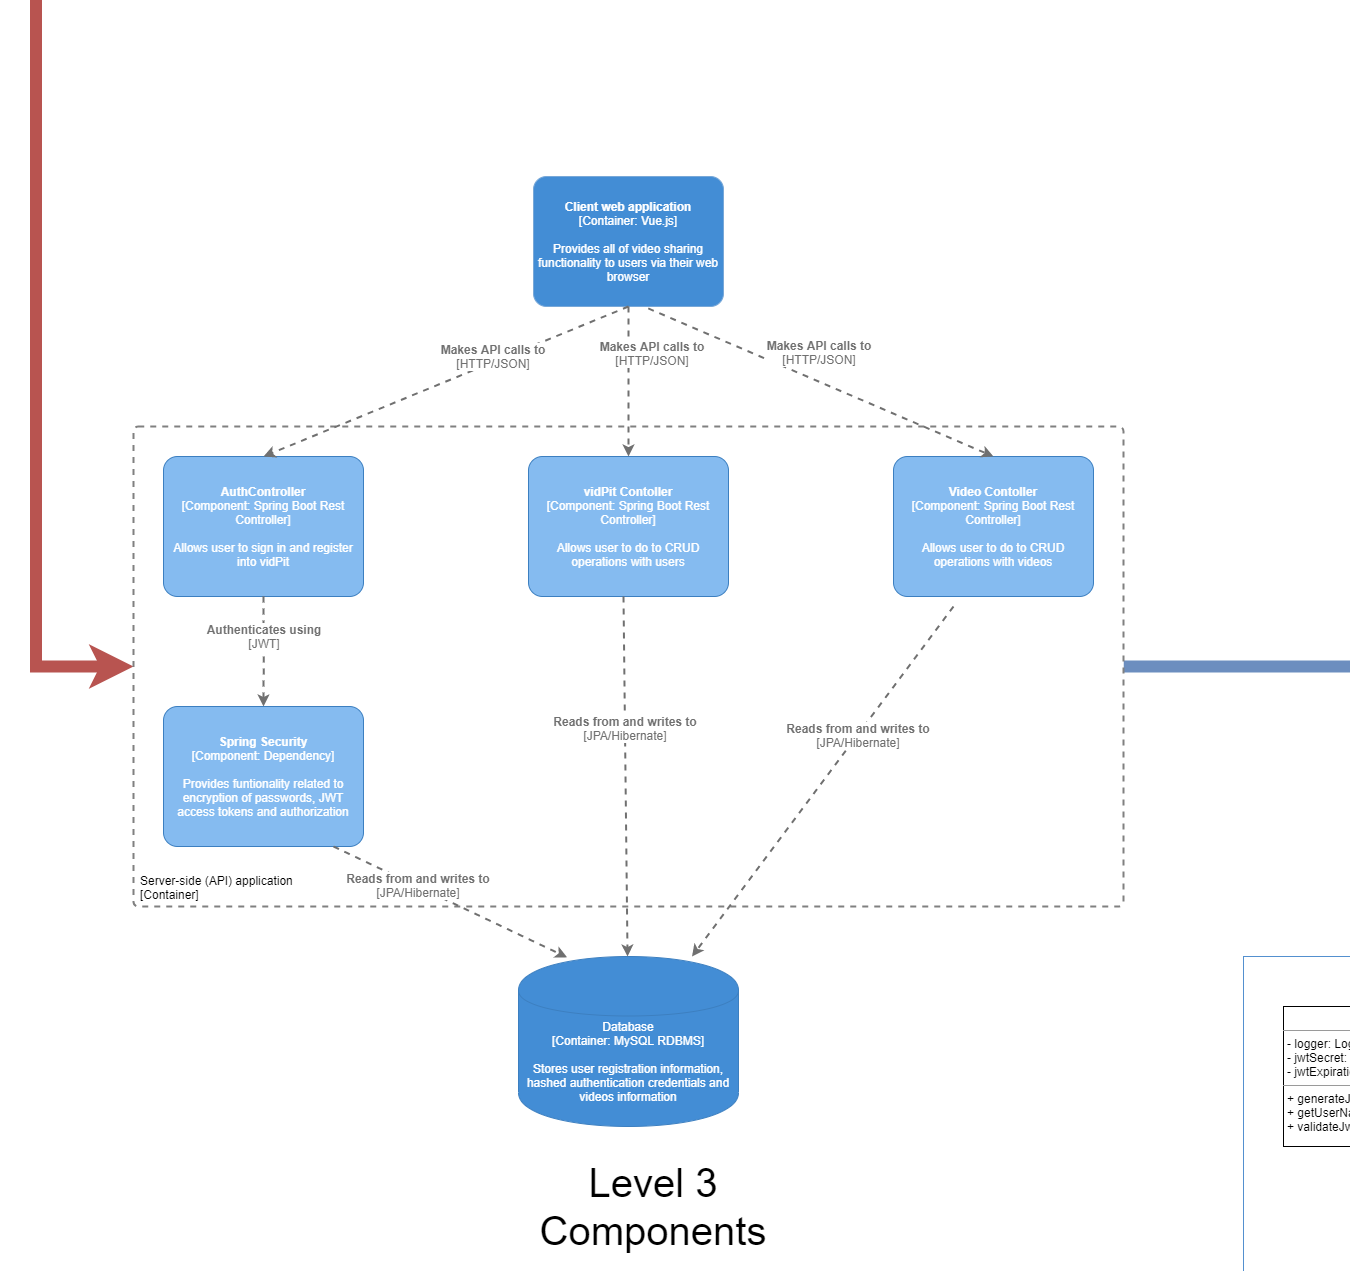 Client web application
[Container: Vue.js]
Provides all of video sharing
functionality to users via their web
browser
Makes API calls to
[HTTP/JSON]
Makes API calls to
[HTTP/JSON]
Makes API calls to
[HTTP/JSON]
AuthController
[Component: Spring Boot Rest
Controller]
Allows user to sign in and register
into vidPit
vidPit Contoller
[Component: Spring Boot Rest
Controller]
Allows user to do to CRUD
operations with users
Video Contoller
[Component: Spring Boot Rest
Controller]
Allows user to do to CRUD
operations with videos
Authenticates using
[JWT]
Spring Security
[Component: Dependency]
Provides funtionality related to
encryption of passwords, JWT
access tokens and authorization
Reads from and writes to
[JPA/Hibernate]
Reads from and writes to
[JPA/Hibernate]
Reads from and writes to
[JPA/Hibernate]
Server-side (API) application
[Container]
Database
[Container: MySQL RDBMS]
Stores user registration information,
hashed authentication credentials and
videos information
Level 3
Components
- logger: Log
- jwtSecret:
- jwtExpirati
+ generateJ
+ getUserNa
+ validateJw